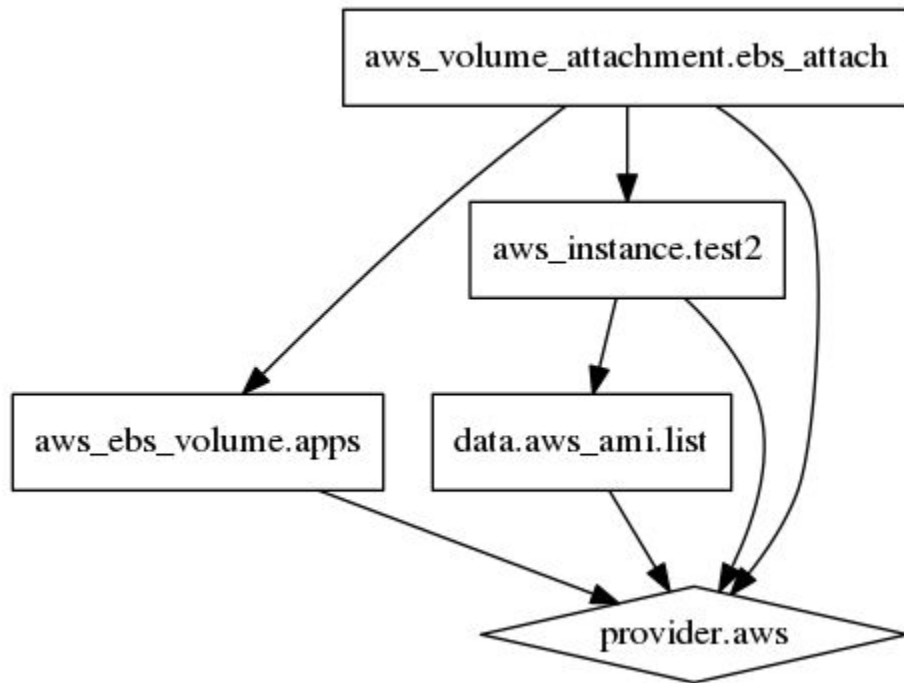 aws_volume_attachment.ebs_attach
aws_instance.test2
aws_ebs_volume.apps
data.aws_ami.list
provider.aws